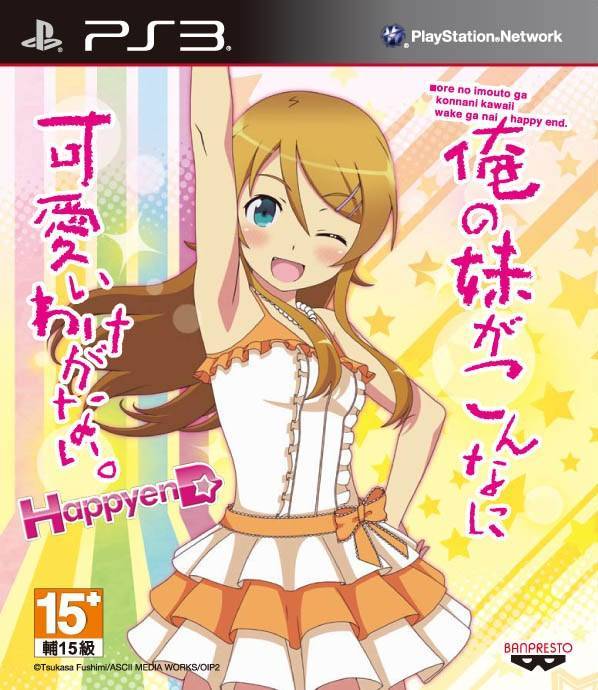 PS3
PlayStation®Network
ore no imouto ga
konnani kawaii
wake ga nai / happy end.
俺の妹がこんなに
可愛いわけがない。
HappyenD
15+
輔15級
©Tsukasa Fushimi/ASCII MEDIA WORKS/OIP2
BANPRESTO